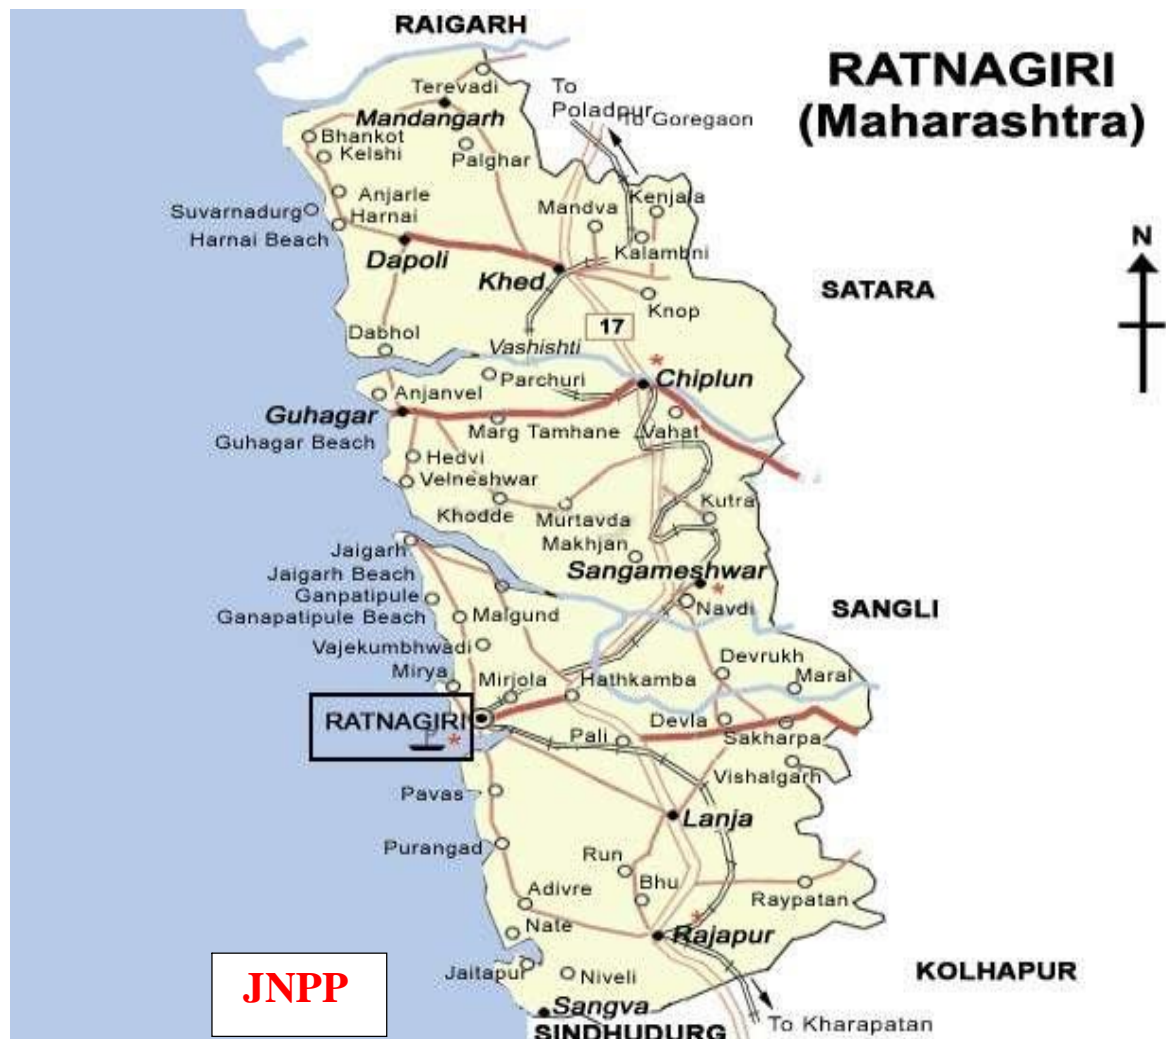 RAIGARH
RATNAGIRI
(Maharashtra)
To
Poladpur
To Goregaon
Terevadi
Mandangarh
Bhankot
Kelshi
Palghar
Anjarle
Suvarnadurg
Harnai
Harnai Beach
Mandva
Kenjala
Kalambni
Dapoli
Khed
Knop
N
SATARA
17
Dabhol
Vashishti
Parchuri
Chiplun
Anjanvel
Guhagar
Guhagar Beach
Marg Tamhane
Vahat
Hedvi
Velneshwar
Khodde
Murtavda
Kutra
Makhjan
Jaigarh
Jaigarh Beach
Sangameshwar
Ganpatipule
Ganapatipule Beach
Malgund
Navdi
SANGLI
Vajekumbhwadi
Mirya
Mirjola
Hathkamba
Devrukh
Maral
RATNAGIRI
Pali
Devla
Sakharpa
Vishalgarh
Pavas
Lanja
Purangad
Run
Bhu
Adivre
Raypatan
Nate
Rajapur
Jaitapur
Niveli
KOLHAPUR
JNPP
Sangva
SINDHUDURG
To Kharapatan